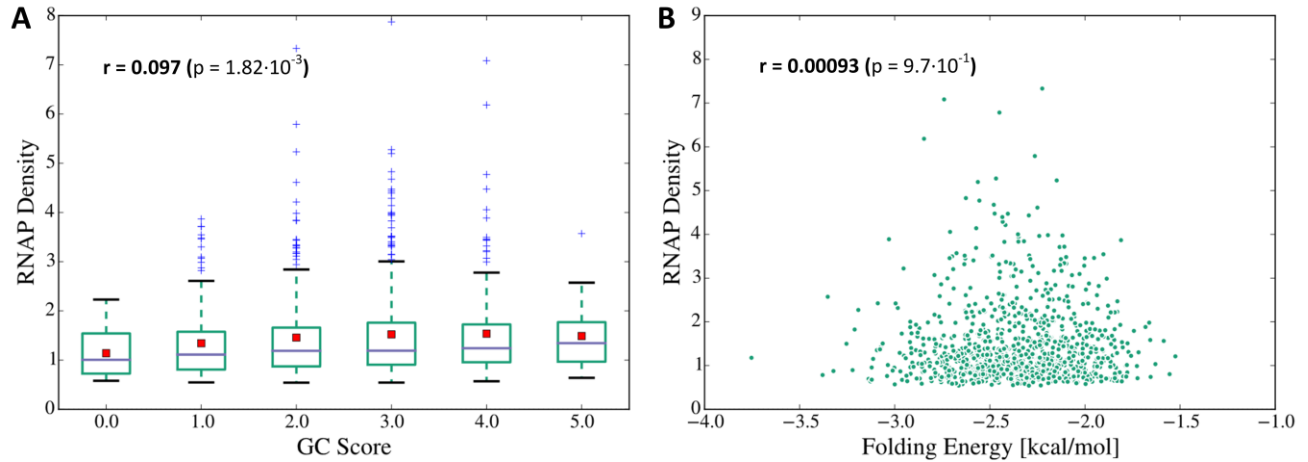 A
r = 0.097 (p = 1.82·10⁻³)
RNAP Density
8
7
6
5
4
3
2
1
0
0.0 1.0 2.0 3.0 4.0 5.0
GC Score
B
r = 0.00093 (p = 9.7·10⁻¹)
RNAP Density
9
8
7
6
5
4
3
2
1
0
−4.0 −3.5 −3.0 −2.5 −2.0 −1.5 −1.0
Folding Energy [kcal/mol]